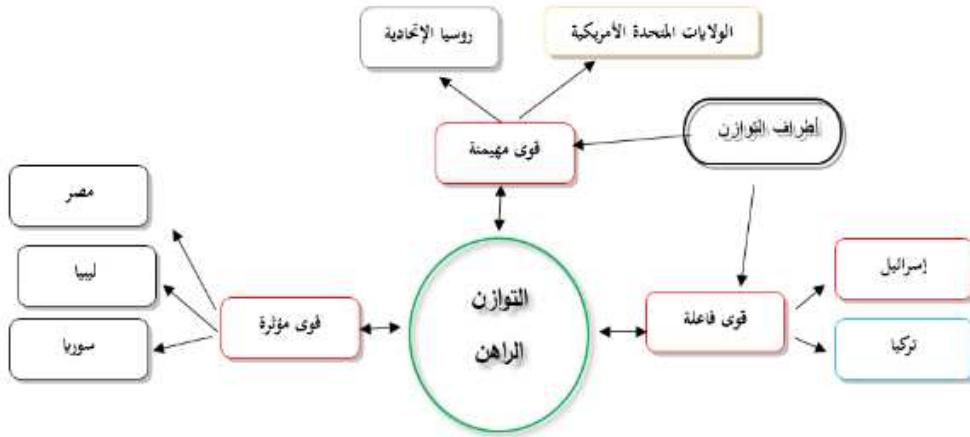 الولايات المتحدة الأمريكية
روسيا الإتحادية
أطراف التوازن
قوى مهيمنة
مصر
إسرائيل
ليبيا
التوازن
الراهن
قوى فاعلة
قوى مؤثرة
تركيا
سوريا